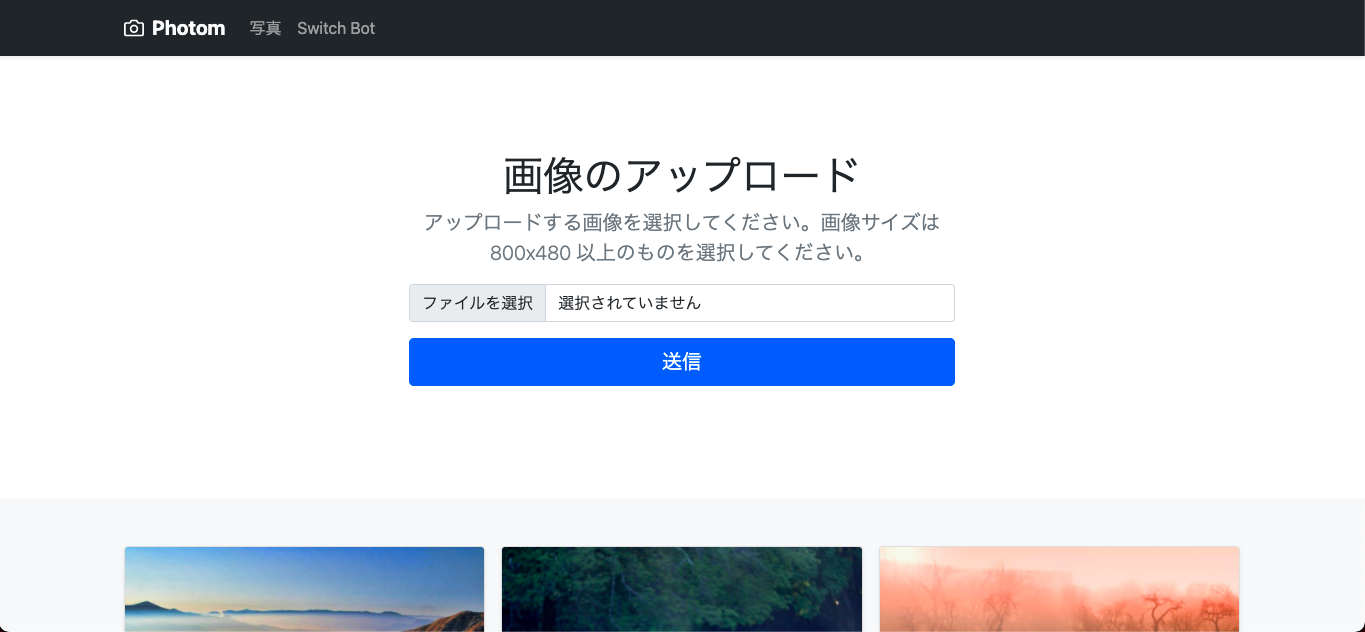 Photom 写真 Switch Bot
画像のアップロード
アップロードする画像を選択してください。画像サイズは
800x480 以上のものを選択してください。
ファイルを選択 選択されていません
送信